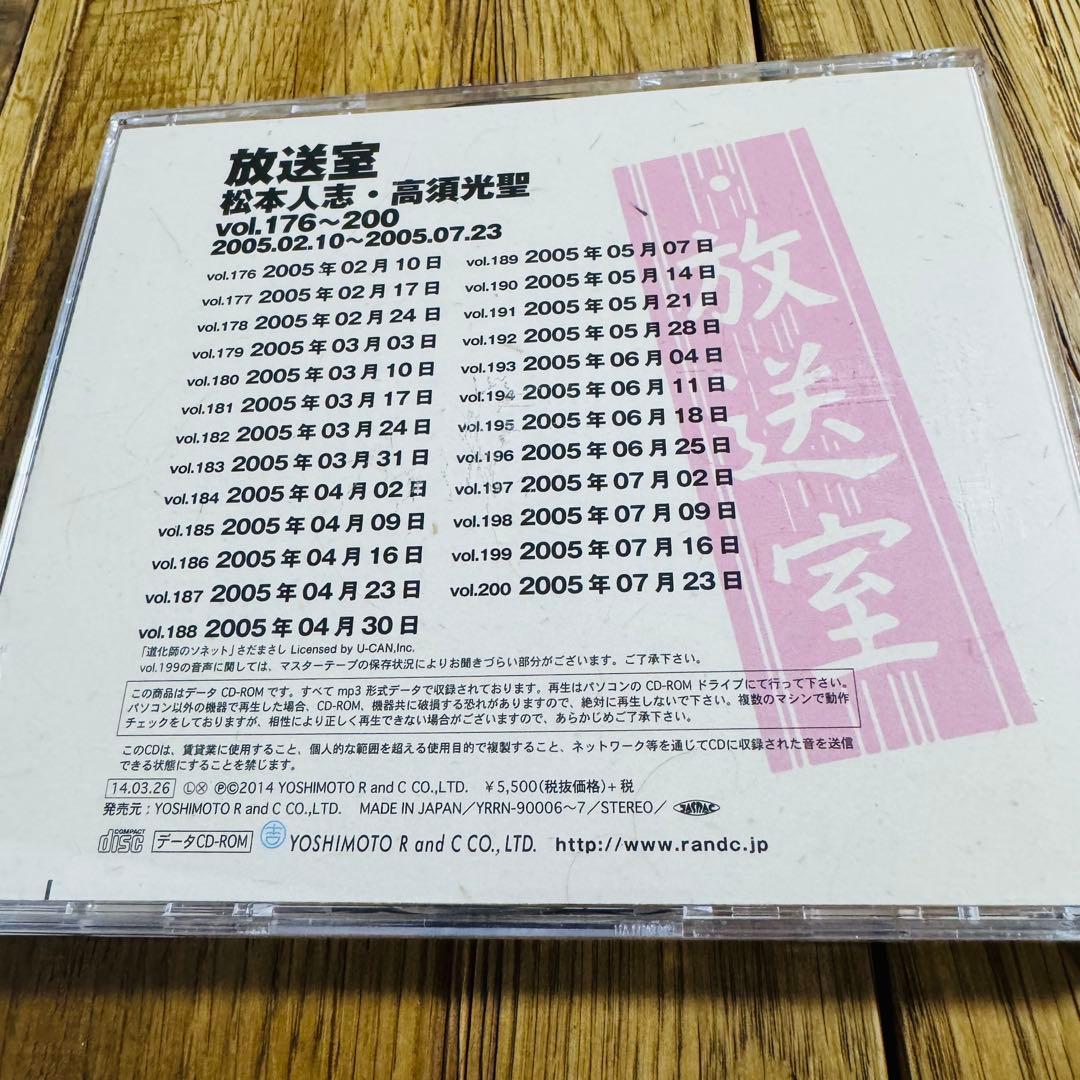 放送室
松本人志・高須光聖
vol.176〜200
2005.02.10〜2005.07.23
vol.176 2005年02月10日
vol.177 2005年02月17日
vol.178 2005年02月24日
vol.179 2005年03月03日
vol.180 2005年03月10日
vol.181 2005年03月17日
vol.182 2005年03月24日
vol.183 2005年03月31日
vol.184 2005年04月02日
vol.185 2005年04月09日
vol.186 2005年04月16日
vol.187 2005年04月23日
vol.188 2005年04月30日
vol.189 2005年05月07日
vol.190 2005年05月14日
vol.191 2005年05月21日
vol.192 2005年05月28日
vol.193 2005年06月04日
vol.194 2005年06月11日
vol.195 2005年06月18日
vol.196 2005年06月25日
vol.197 2005年07月02日
vol.198 2005年07月09日
vol.199 2005年07月16日
vol.200 2005年07月23日
「道化師のソネット」さだまさし Licensed by U-CAN,Inc.
vol.199の音声に関しては、マスターテープの保存状況によりお聞きづらい部分がございます。ご了承下さい。
この商品はデータ CD-ROM です。すべて mp3 形式データで収録されております。再生はパソコンの CD-ROM ドライブにて行って下さい。
パソコン以外の機器で再生した場合、CD-ROM、機器共に破損する恐れがありますので、絶対に再生しないで下さい。複数のマシンで動作
チェックをしておりますが、相性により正しく再生できない場合がございますので、あらかじめご了承下さい。
このCDは、賃貸業に使用すること、個人的な範囲を超える使用目的で複製すること、ネットワーク等を通じてCDに収録された音を送信
できる状態にすることを禁じます。
14.03.26 ⓁⓍ ℗©2014 YOSHIMOTO R and C CO.,LTD. ￥5,500(税抜価格)+税
発売元:YOSHIMOTO R and C CO.,LTD. MADE IN JAPAN／YRRN-90006〜7／STEREO／ JASRAC
COMPACT disc データCD-ROM 吉 YOSHIMOTO R and C CO., LTD. http://www.randc.jp
放送室